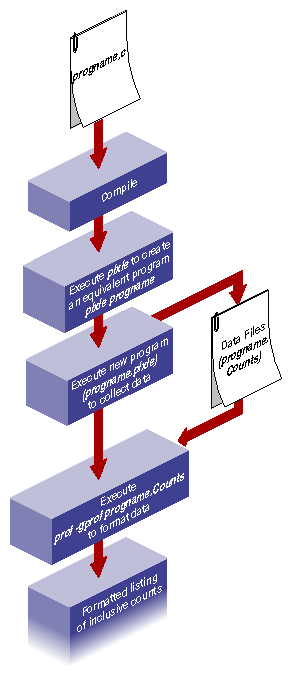 progname.c
Compile
Execute pixie to create
an equivalent program
pixie progname
Execute new program
(progname.pixie)
to collect data
Data Files
(progname.
Counts)
Execute
prof -gprof progname.Counts
to format data
Formatted listing
of inclusive counts